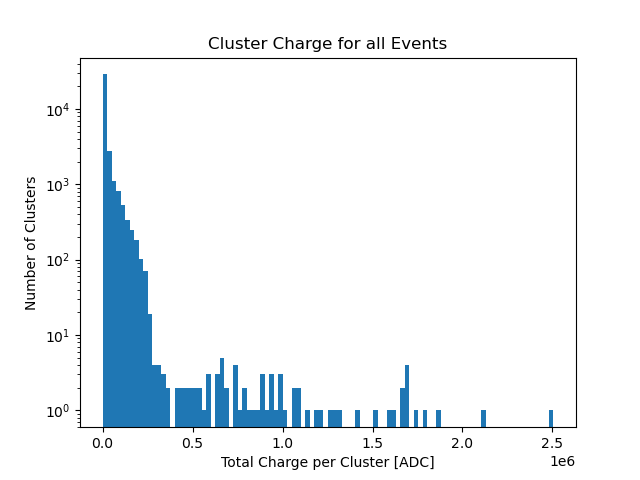 Cluster Charge for all Events
Number of Clusters
10^4
10^3
10^2
10^1
10^0
0.0 0.5 1.0 1.5 2.0 2.5
1e6
Total Charge per Cluster [ADC]